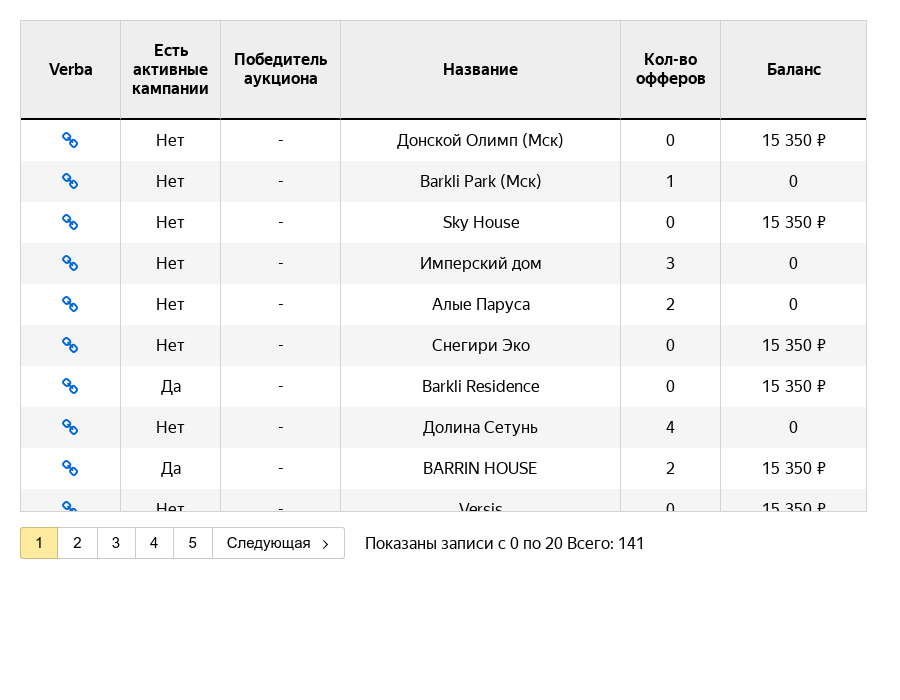 Verba Есть активные кампании Победитель аукциона Название Кол-во офферов Баланс
Нет - Донской Олимп (Мск) 0 15 350 ₽
Нет - Barkli Park (Мск) 1 0
Нет - Sky House 0 15 350 ₽
Нет - Имперский дом 3 0
Нет - Алые Паруса 2 0
Нет - Снегири Эко 0 15 350 ₽
Да - Barkli Residence 0 15 350 ₽
Нет - Долина Сетунь 4 0
Да - BARRIN HOUSE 2 15 350 ₽
Нет - Versis 0 15 350 ₽
1 2 3 4 5 Следующая Показаны записи с 0 по 20 Всего: 141